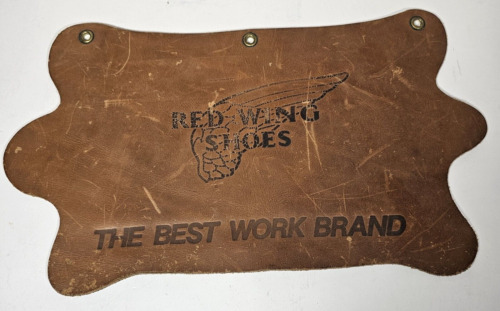 RED WING
SHOES
THE BEST WORK BRAND